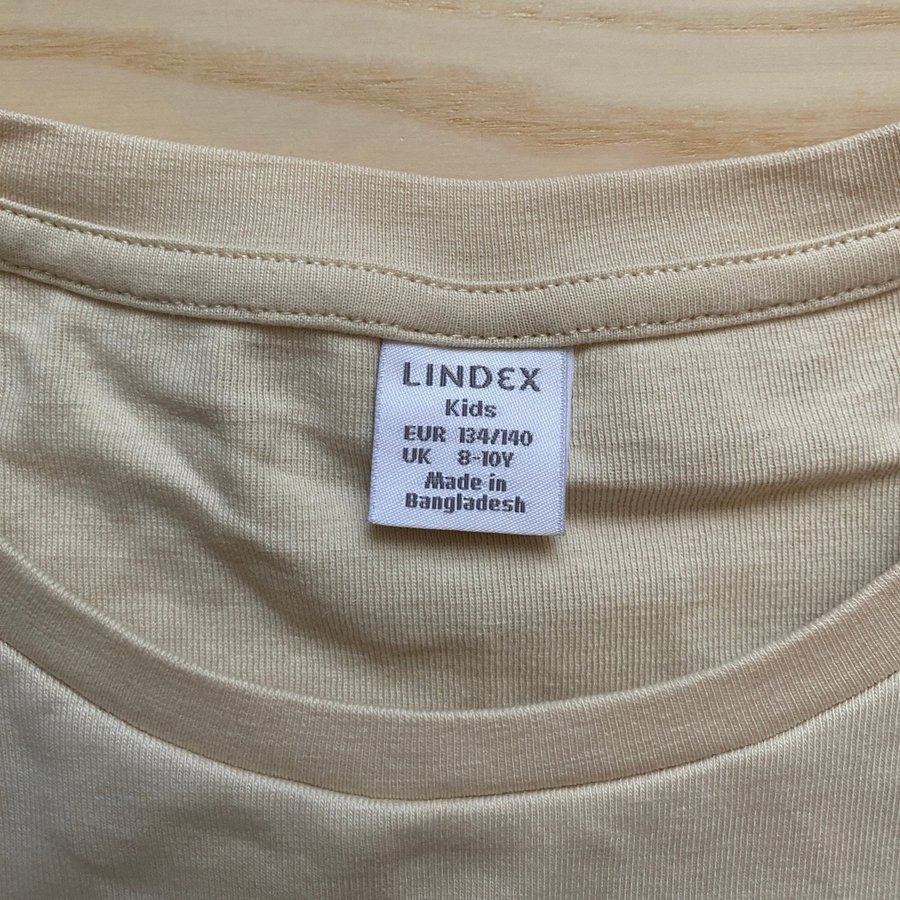 LINDEX
Kids
EUR 134/140
UK 8-10Y
Made in
Bangladesh